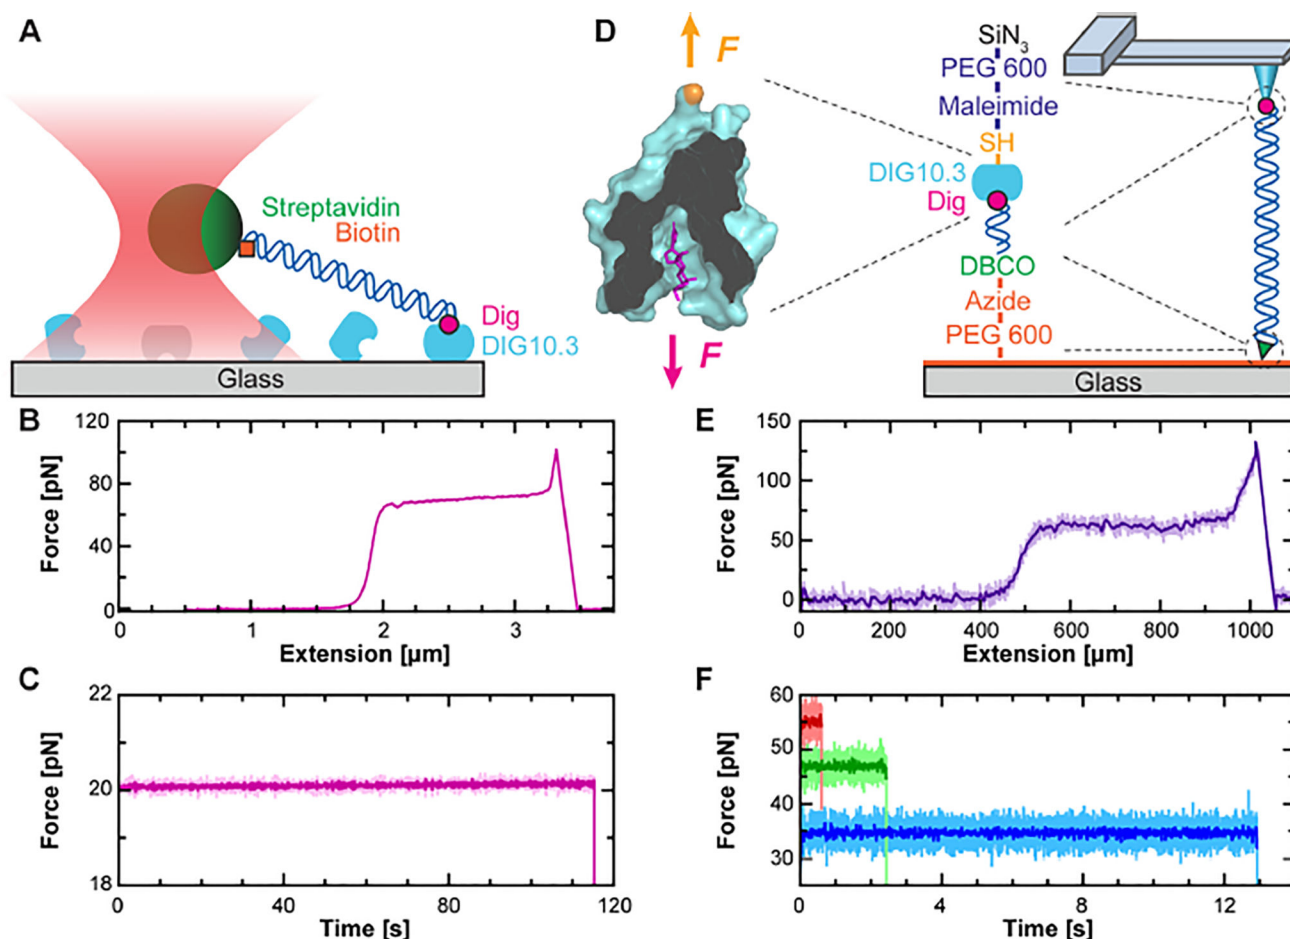 A
Streptavidin
Biotin
Dig
DIG10.3
Glass
D
F
F
SiN3
PEG 600
Maleimide
SH
DIG10.3
Dig
DBCO
Azide
PEG 600
Glass
B
120
80
40
0
Force [pN]
0 1 2 3
Extension [µm]
E
150
100
50
0
Force [pN]
0 200 400 600 800 1000
Extension [µm]
C
22
20
18
Force [pN]
0 40 80 120
Time [s]
F
60
50
40
30
Force [pN]
0 4 8 12
Time [s]